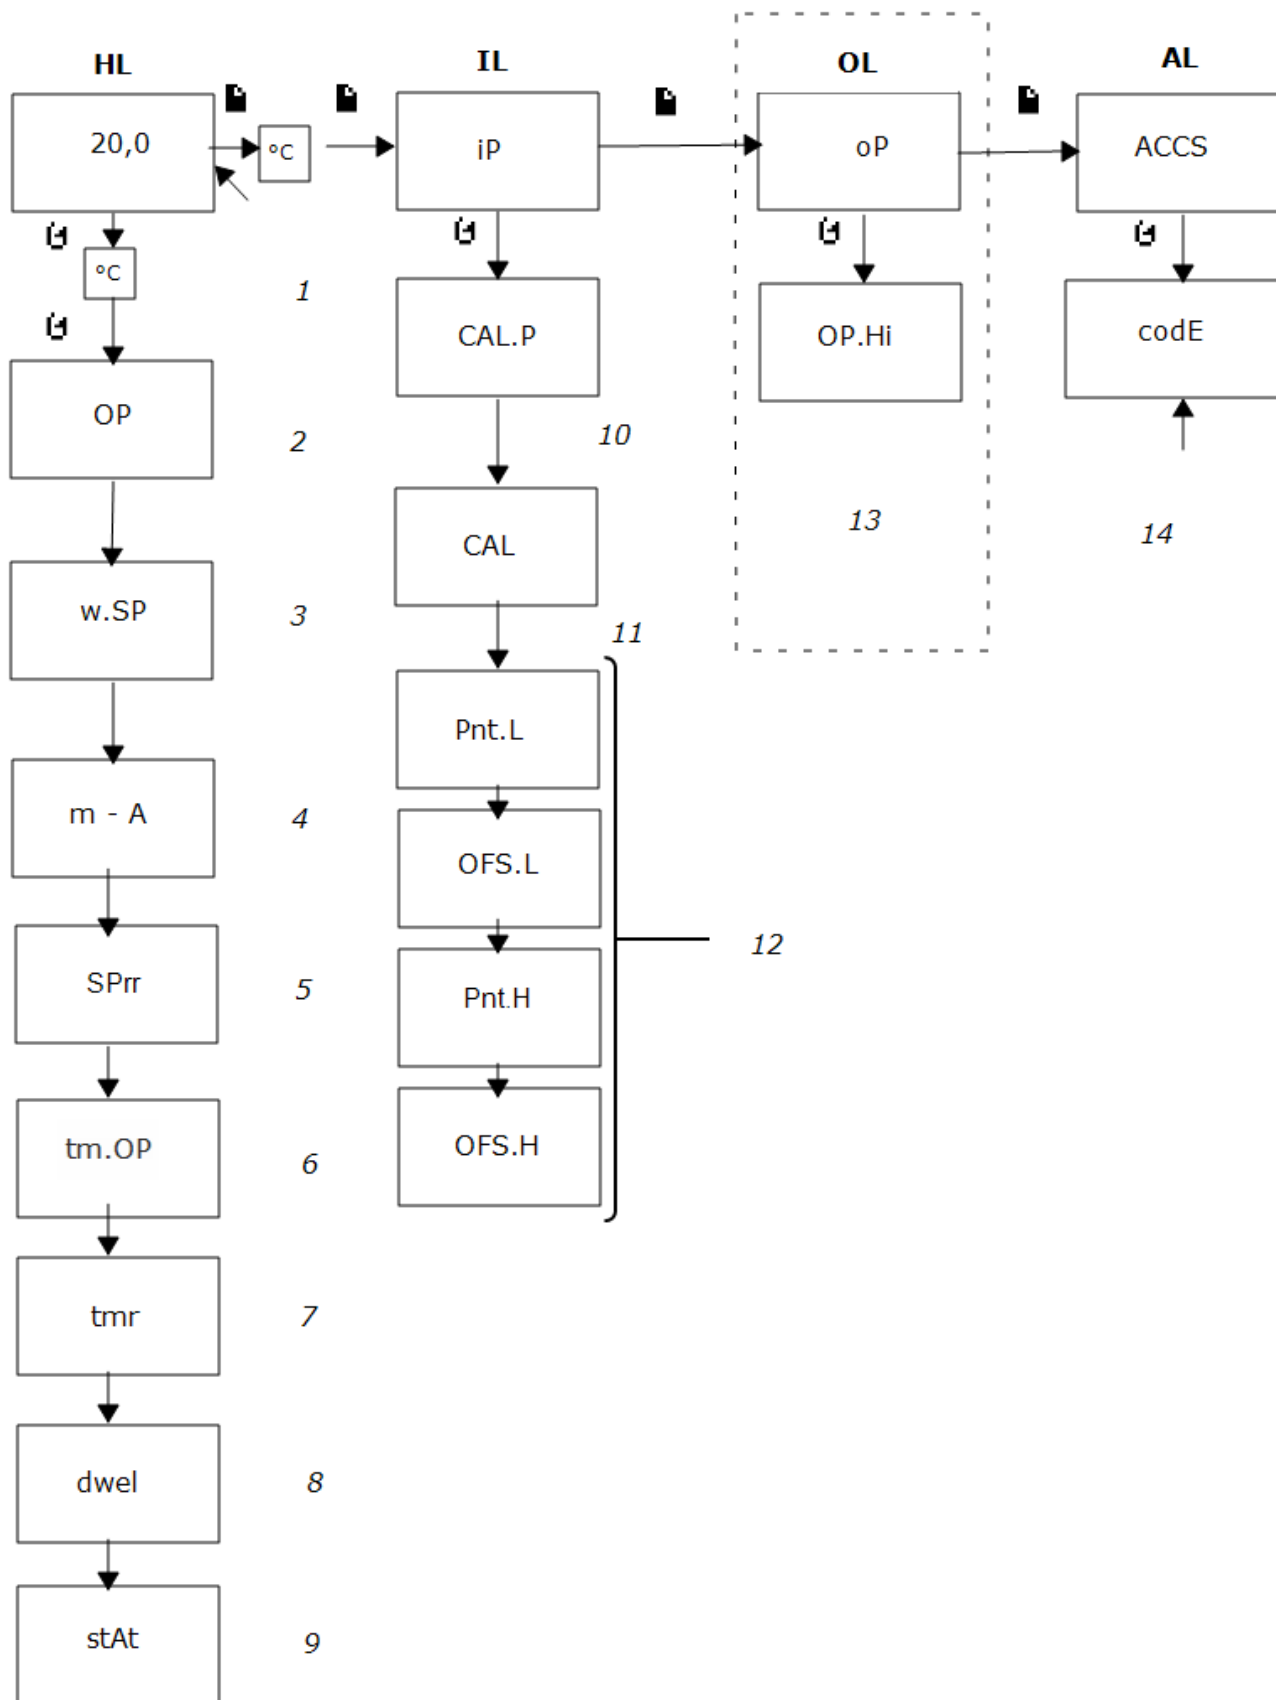 HL
IL
OL
AL
20,0
°C
iP
oP
ACCS
°C
1
CAL.P
OP.Hi
codE
OP
2
10
CAL
13
14
w.SP
3
11
Pnt.L
m - A
4
OFS.L
12
SPrr
5
Pnt.H
tm.OP
6
OFS.H
tmr
7
dwel
8
stAt
9